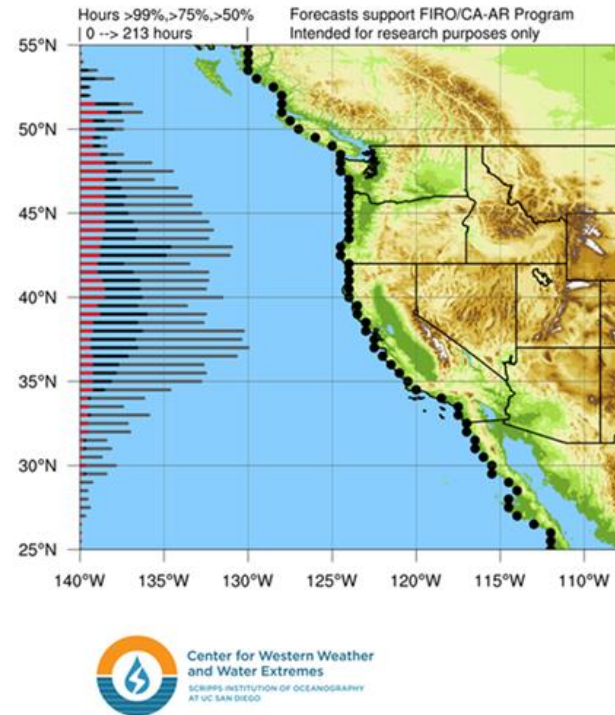 Hours >99%,>75%,>50%
Forecasts support FIRO/CA-AR Program
| 0 --> 213 hours |
Intended for research purposes only
55°N
50°N
45°N
40°N
35°N
30°N
25°N
140°W
135°W
130°W
125°W
120°W
115°W
110°W
Center for Western Weather
and Water Extremes
SCRIPPS INSTITUTION OF OCEANOGRAPHY
AT UC SAN DIEGO